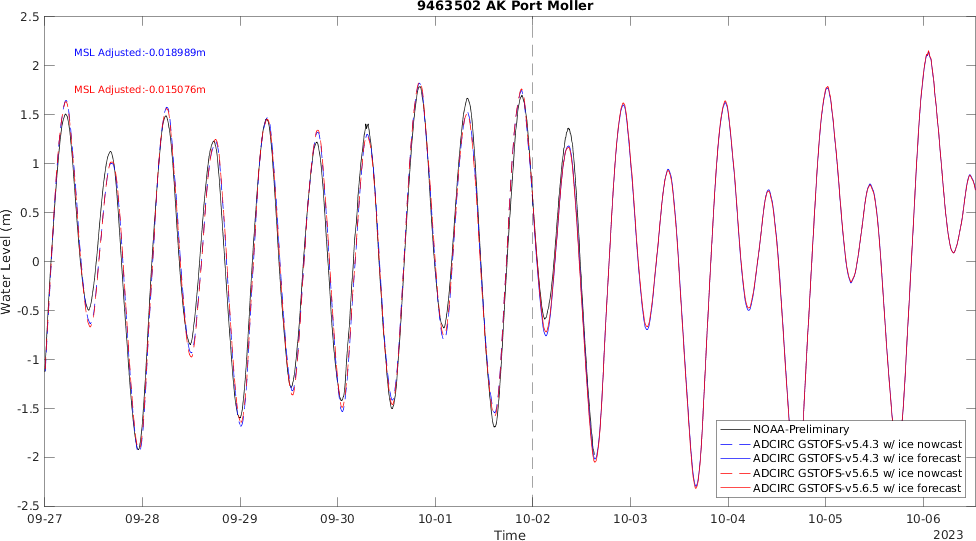 9463502 AK Port Moller
2.5
2
1.5
1
0.5
0
-0.5
-1
-1.5
-2
-2.5
Water Level (m)
MSL Adjusted:-0.018989m
MSL Adjusted:-0.015076m
NOAA-Preliminary
ADCIRC GSTOFS-v5.4.3 w/ ice nowcast
ADCIRC GSTOFS-v5.4.3 w/ ice forecast
ADCIRC GSTOFS-v5.6.5 w/ ice nowcast
ADCIRC GSTOFS-v5.6.5 w/ ice forecast
09-27 09-28 09-29 09-30 10-01 10-02 10-03 10-04 10-05 10-06
Time
2023